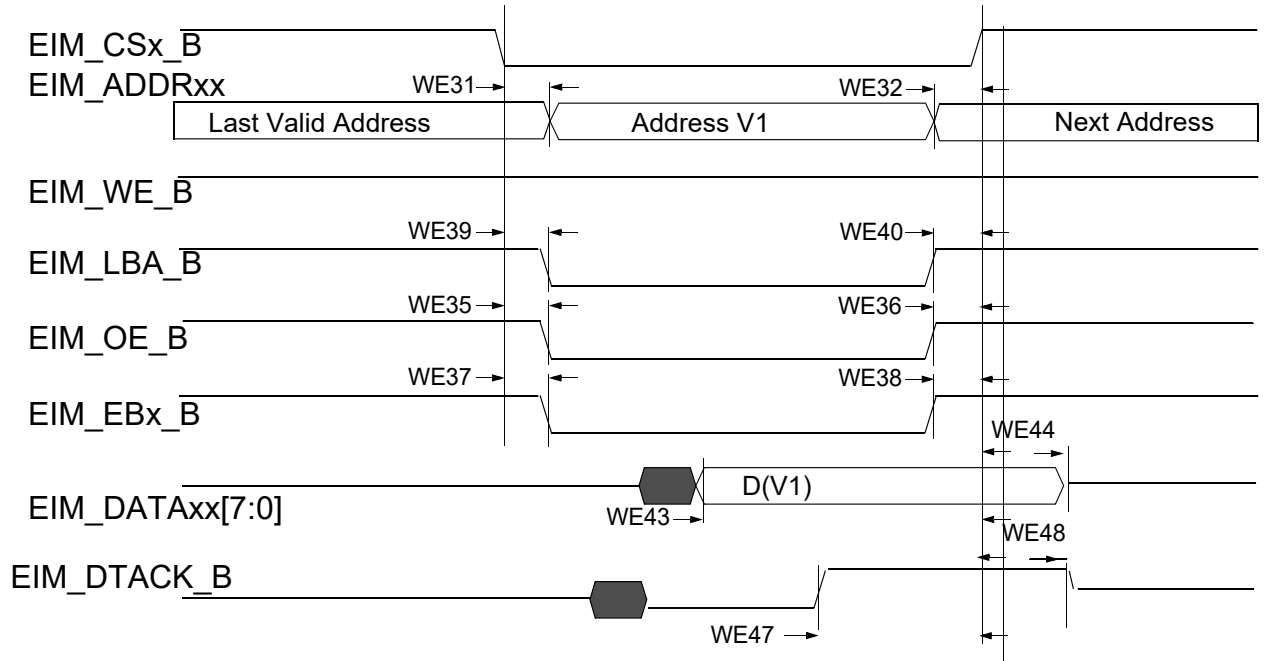 EIM_CSx_B
EIM_ADDRxx
WE31
WE32
Last Valid Address
Address V1
Next Address
EIM_WE_B
WE39
WE40
EIM_LBA_B
WE35
WE36
EIM_OE_B
WE37
WE38
EIM_EBx_B
WE44
D(V1)
EIM_DATAxx[7:0]
WE43
WE48
EIM_DTACK_B
WE47